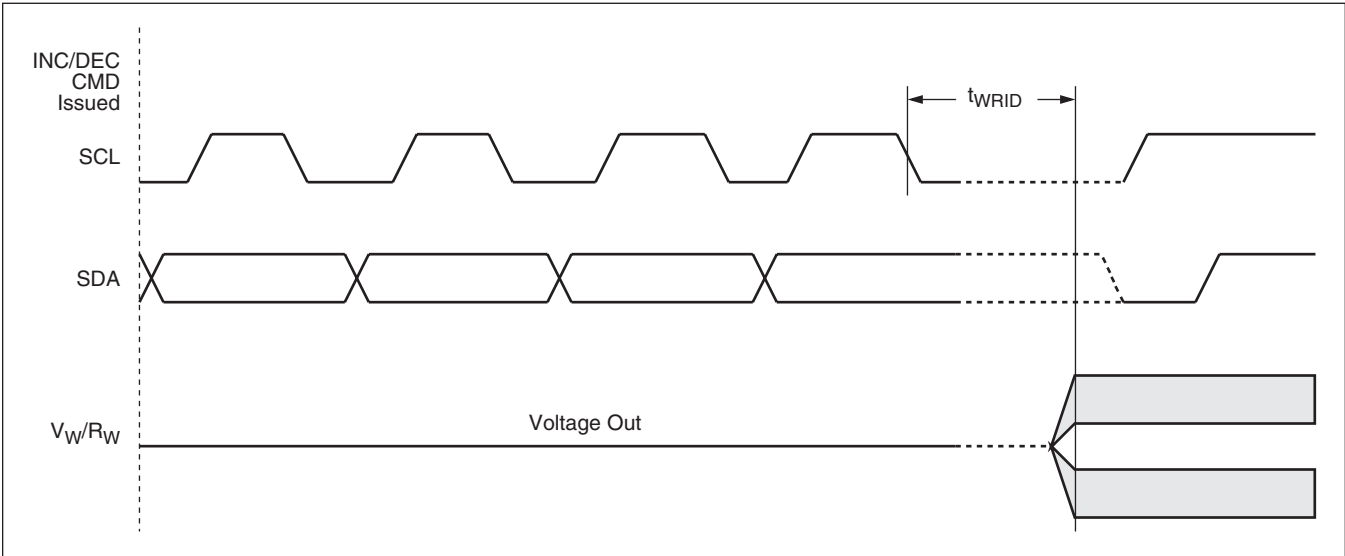 INC/DEC
CMD
Issued
tWRID
SCL
SDA
Voltage Out
VW/RW